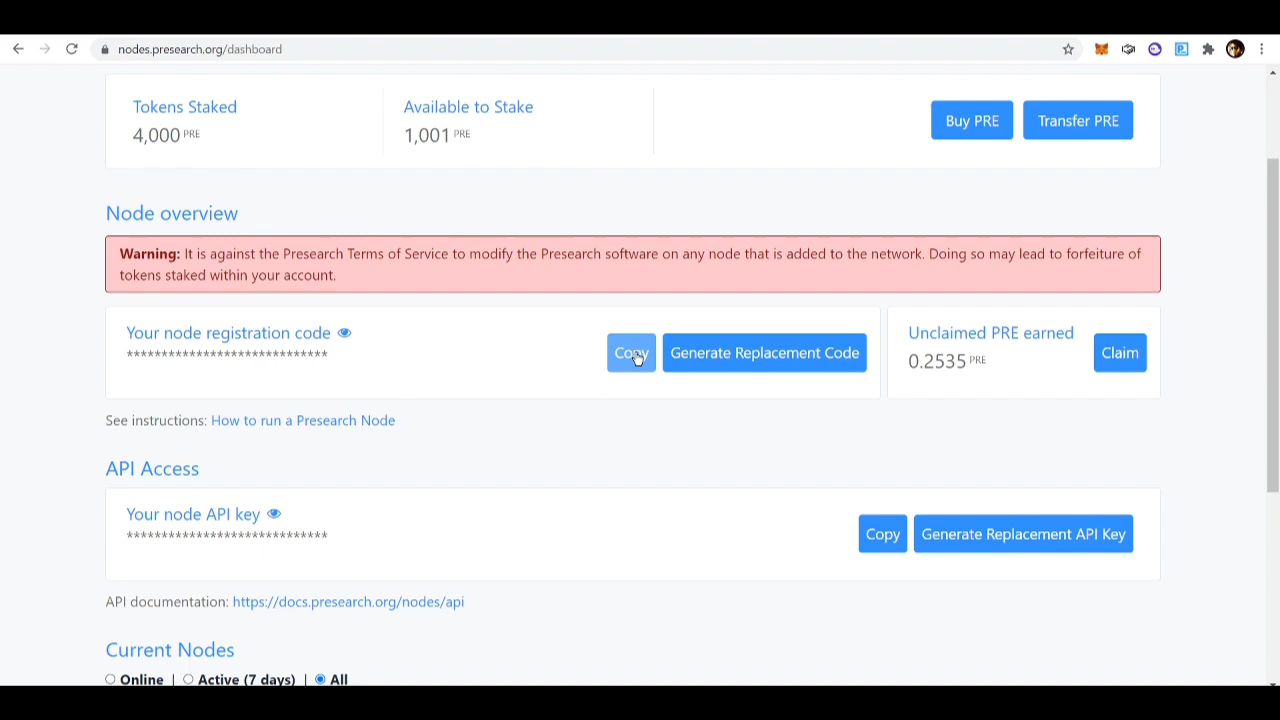 nodes.presearch.org/dashboard
Tokens Staked
4,000 PRE
Available to Stake
1,001 PRE
Buy PRE
Transfer PRE
Node overview
Warning: It is against the Presearch Terms of Service to modify the Presearch software on any node that is added to the network. Doing so may lead to forfeiture of
tokens staked within your account.
Your node registration code
****************************
Copy
Generate Replacement Code
Unclaimed PRE earned
0.2535 PRE
Claim
See instructions: How to run a Presearch Node
API Access
Your node API key
****************************
Copy
Generate Replacement API Key
API documentation: https://docs.presearch.org/nodes/api
Current Nodes
Online | Active (7 days) | All